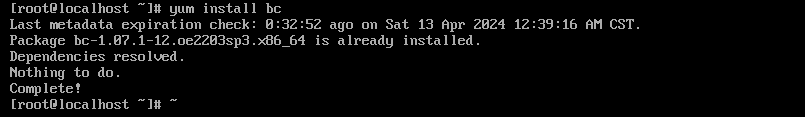 [root@localhost ~]# yum install bc
Last metadata expiration check: 0:32:52 ago on Sat 13 Apr 2024 12:39:16 AM CST.
Package bc-1.07.1-12.oe2203sp3.x86_64 is already installed.
Dependencies resolved.
Nothing to do.
Complete!
[root@localhost ~]# ~